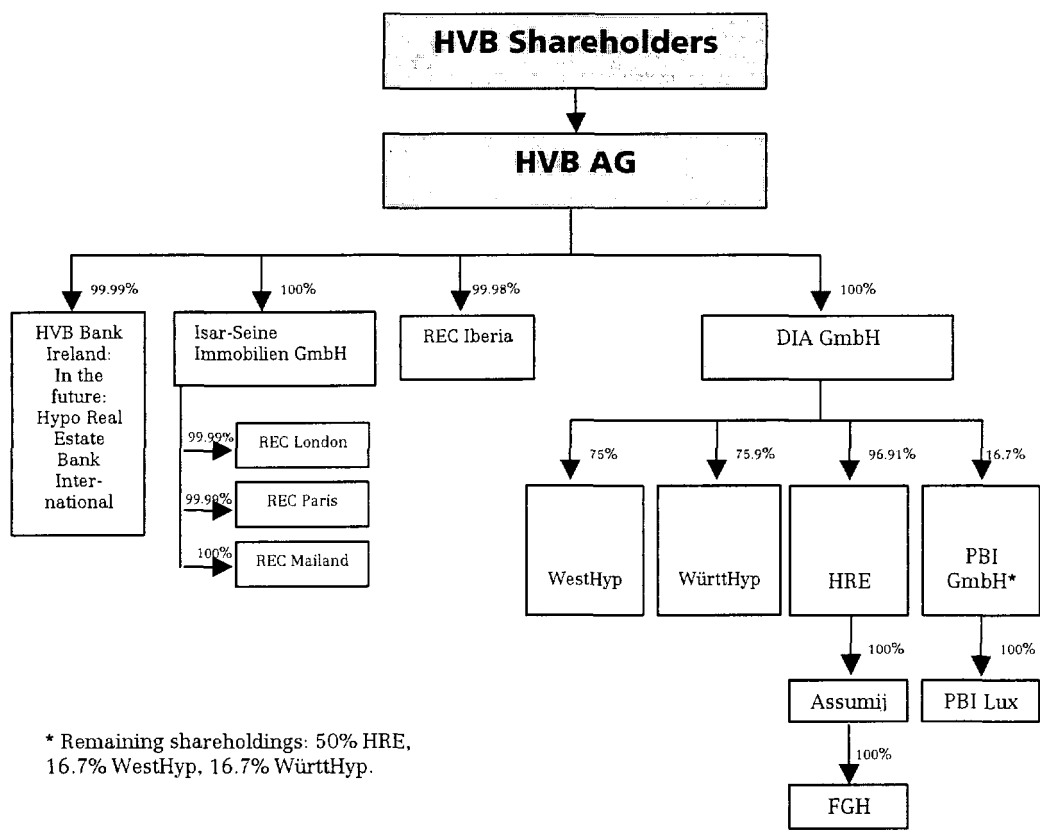 HVB Shareholders
HVB AG
99.99%
100%
99.98%
100%
HVB Bank
Ireland:
In the
future:
Hypo Real
Estate
Bank
Inter-
national
Isar-Seine
Immobilien GmbH
REC Iberia
DIA GmbH
99.99%
REC London
99.99%
REC Paris
100%
REC Mailand
75%
75.9%
96.91%
16.7%
WestHyp
WürttHyp
HRE
PBI
GmbH*
100%
100%
Assumij
PBI Lux
100%
FGH
* Remaining shareholdings: 50% HRE,
16.7% WestHyp, 16.7% WürttHyp.